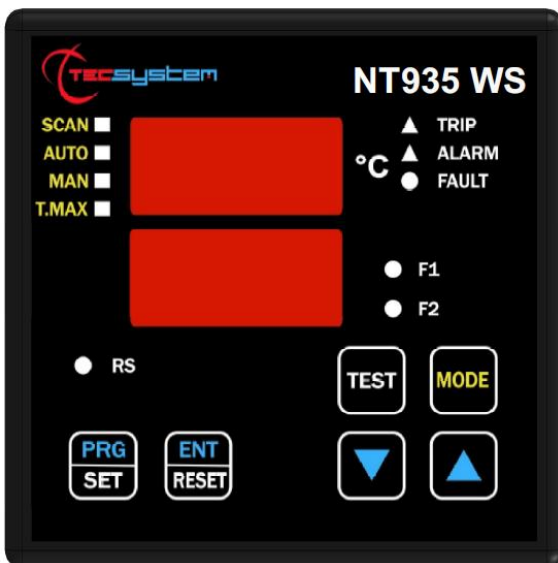 TECSYSTEM
NT935 WS
SCAN
AUTO
MAN
T.MAX
°C
TRIP
ALARM
FAULT
F1
F2
RS
TEST
MODE
PRG
SET
ENT
RESET